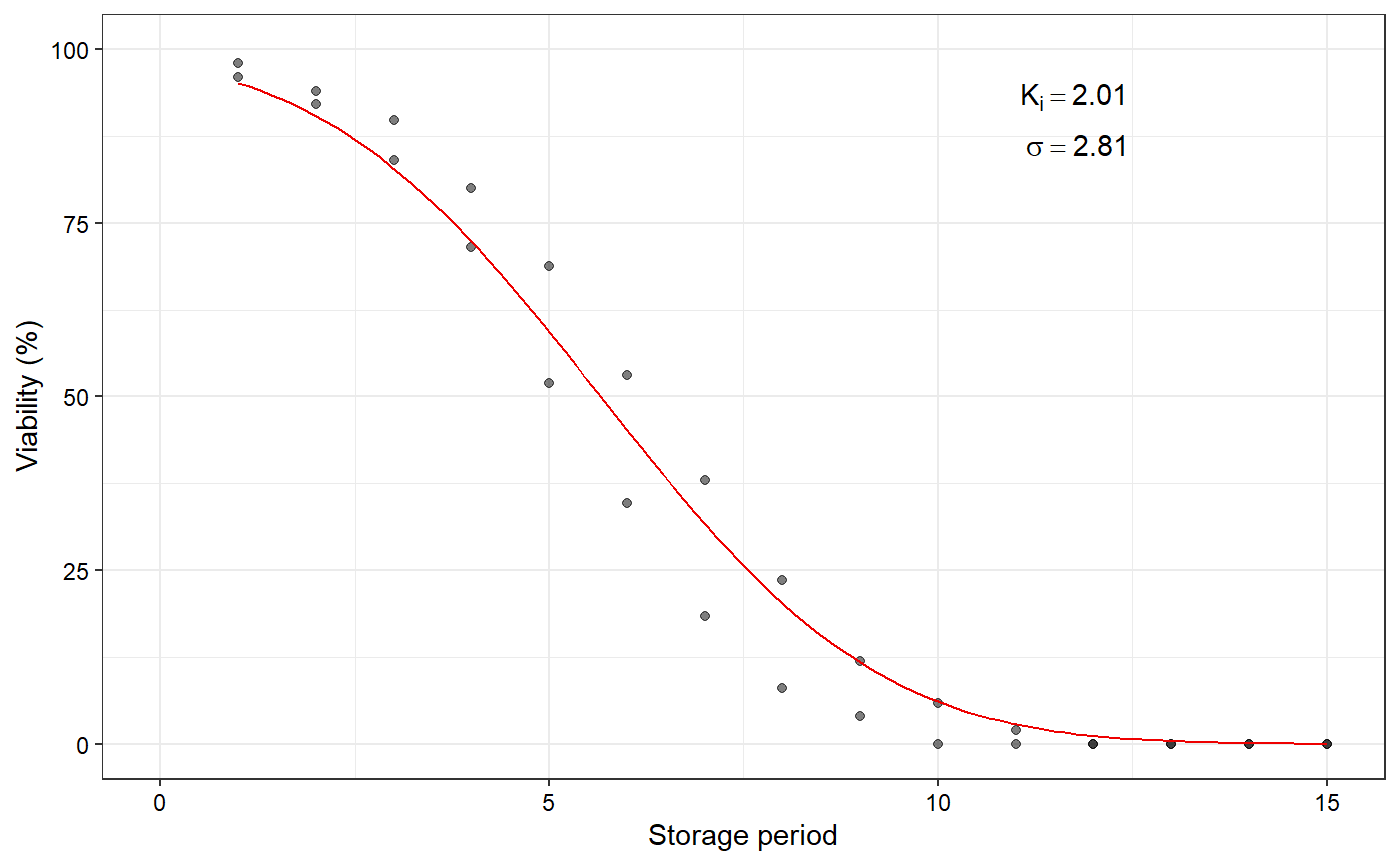 100
75
50
25
0
Viability (%)
Kᵢ = 2.01
σ = 2.81
0 5 10 15
Storage period